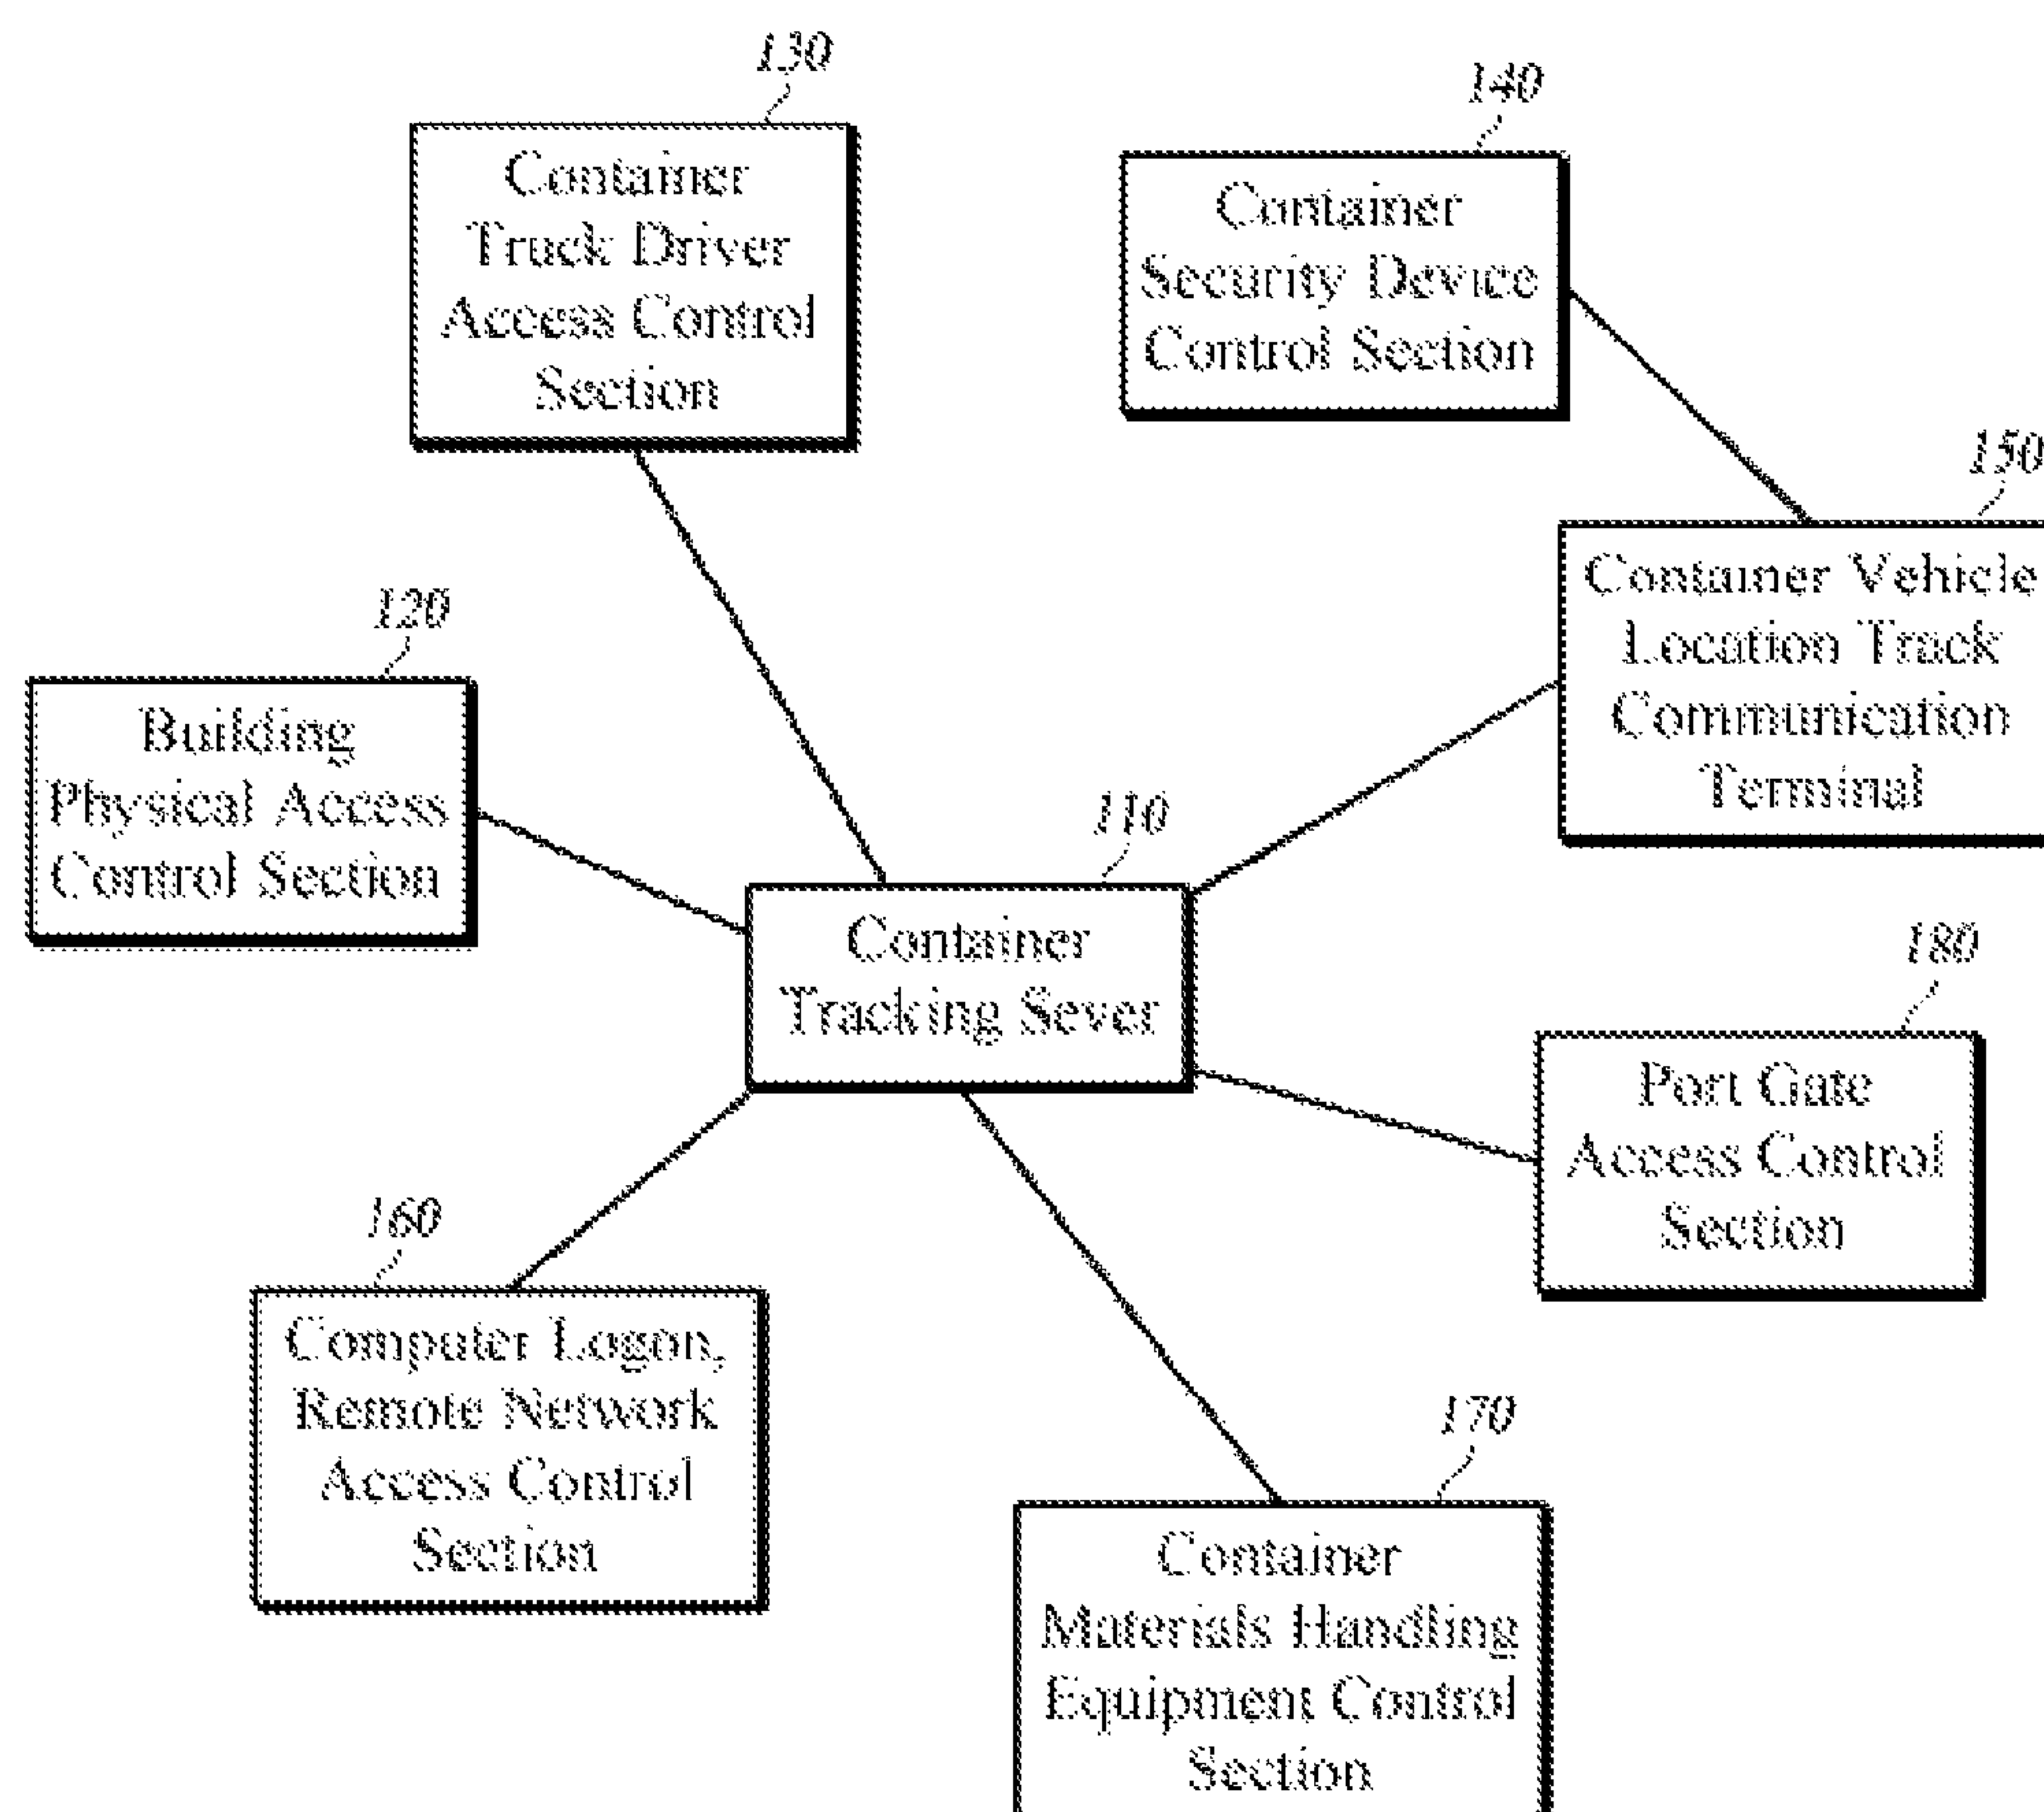 130
Container
Truck Driver
Access Control
Section
140
Container
Security Device
Control Section
150
Container Vehicle
Location Track
Communication
Terminal
120
Building
Physical Access
Control Section
110
Container
Tracking Sever
180
Port Gate
Access Control
Section
160
Computer Logon,
Remote Network
Access Control
Section
170
Container
Materials Handling
Equipment Control
Section